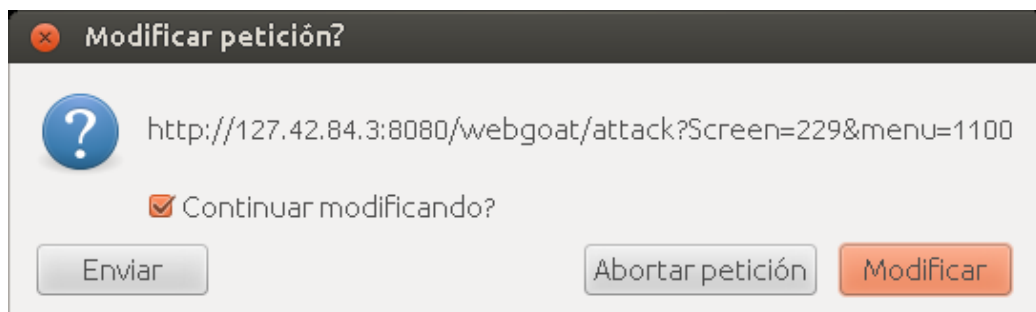 Modificar petición?
http://127.42.84.3:8080/webgoat/attack?Screen=229&menu=1100
Continuar modificando?
Enviar Abortar petición Modificar